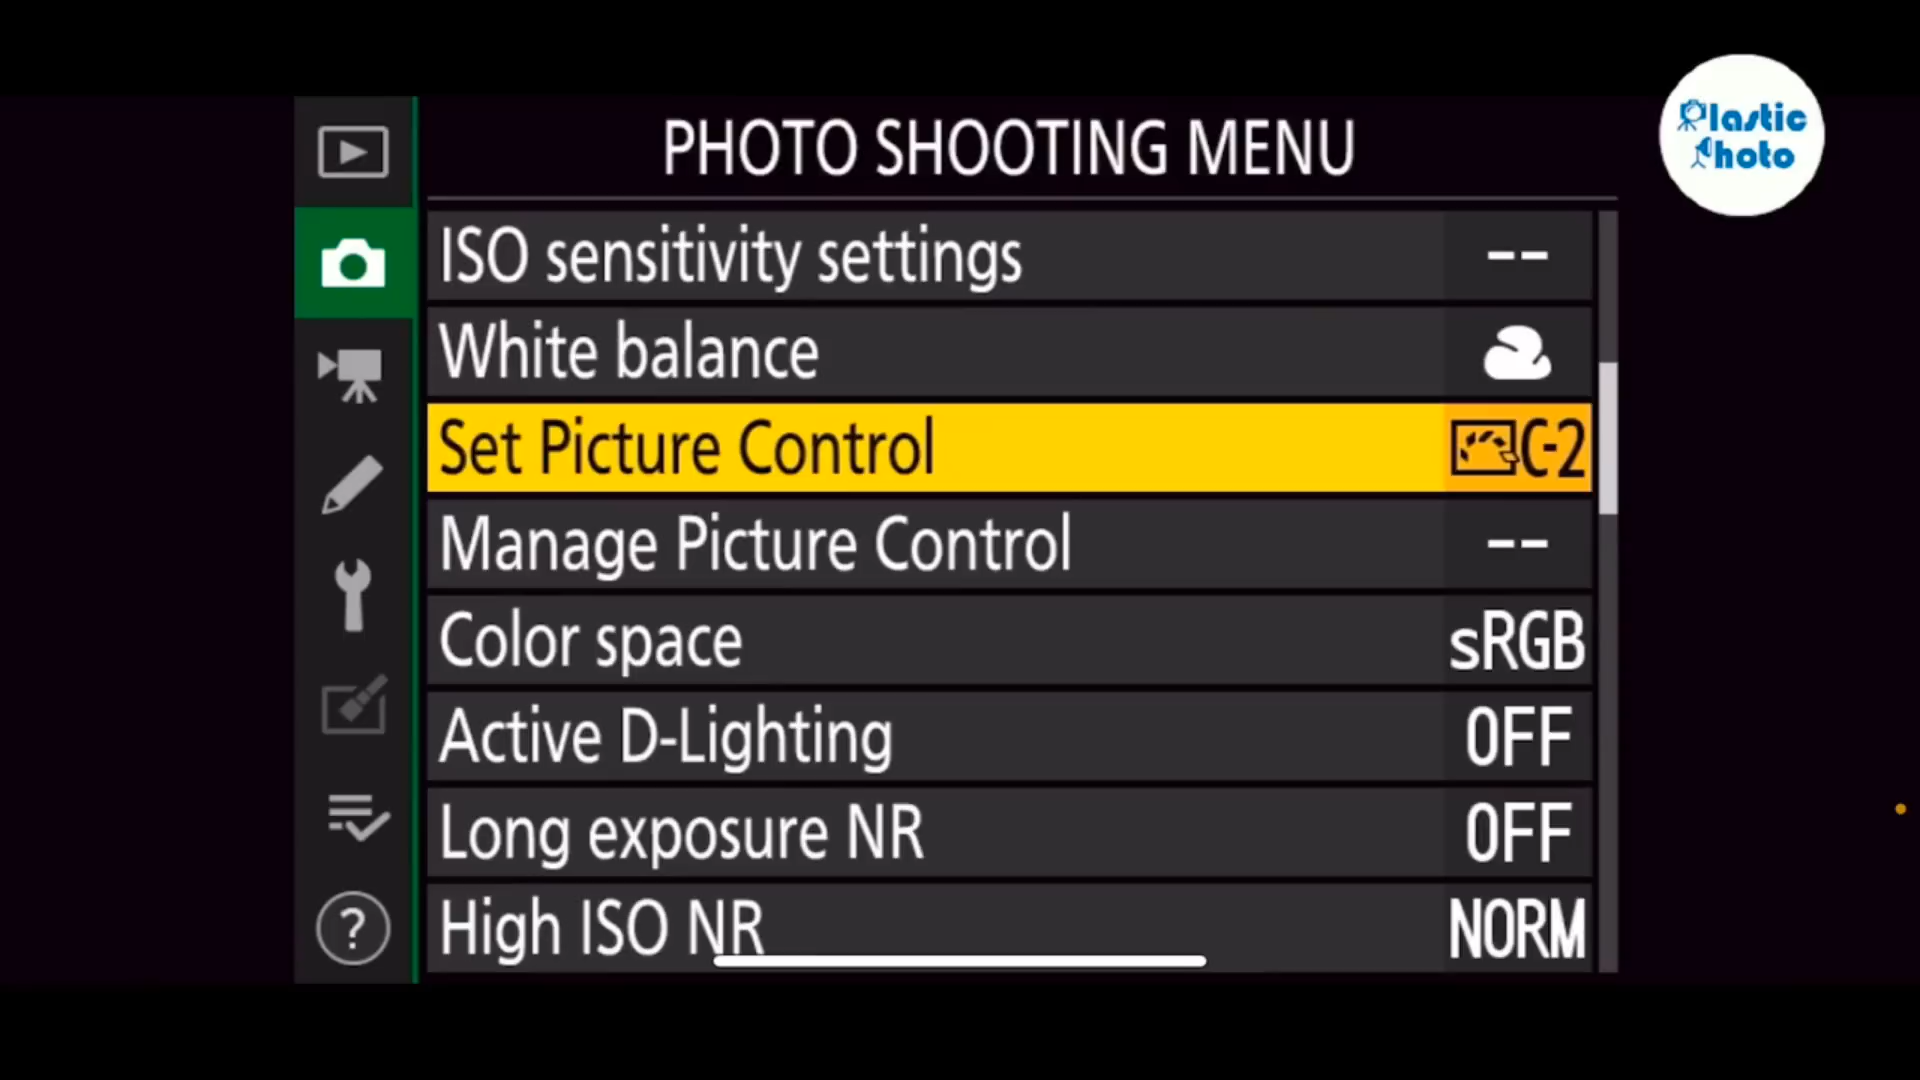 PHOTO SHOOTING MENU
Plastic
Photo
ISO sensitivity settings --
White balance
Set Picture Control C-2
Manage Picture Control --
Color space sRGB
Active D-Lighting OFF
Long exposure NR OFF
High ISO NR NORM
?